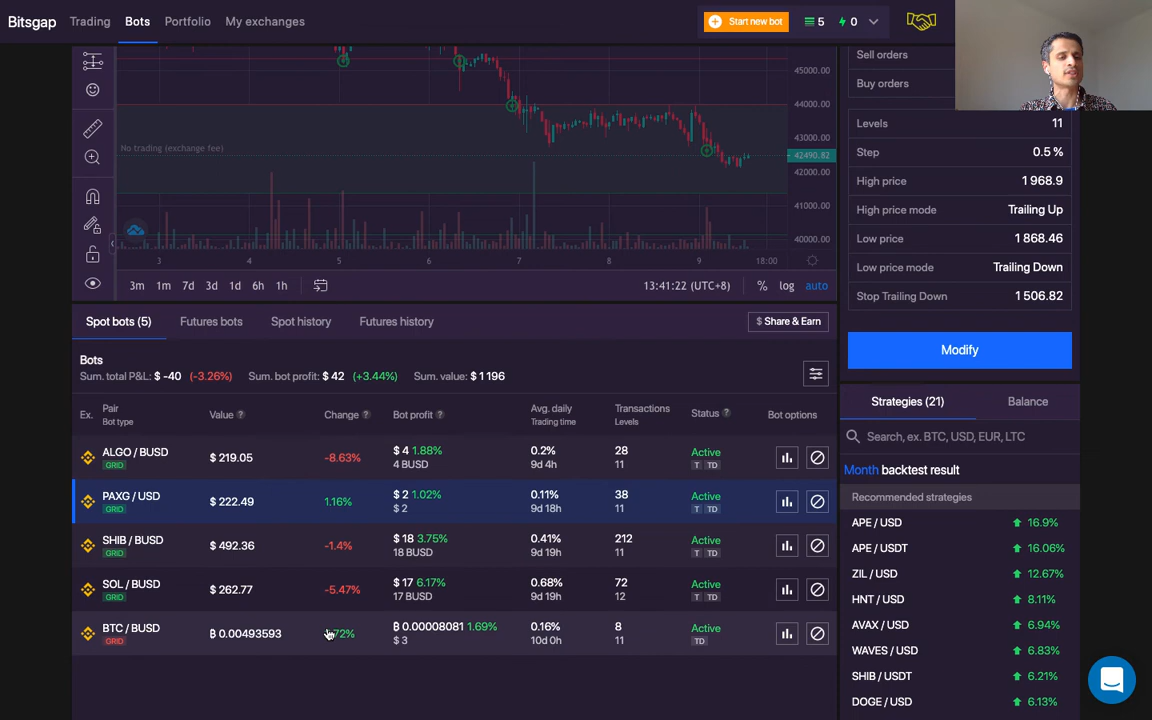 Bitsgap Trading Bots Portfolio My exchanges Start new bot 5 0
45000.00
44000.00
43000.00
No trading (exchange fee)
42490.82
42000.00
41000.00
40000.00
3 4 5 6 7 8 9 18:00
3m 1m 7d 3d 1d 6h 1h 13:41:22 (UTC+8) % log auto
Spot bots (5) Futures bots Spot history Futures history $ Share & Earn
Bots
Sum. total P&L: $ -40 (-3.26%) Sum. bot profit: $ 42 (+3.44%) Sum. value: $ 1 196
Ex. Pair Bot type Value ? Change ? Bot profit ? Avg. daily Trading time Transactions Levels Status ? Bot options
ALGO / BUSD $ 219.05 -8.63% $ 4 1.88% 0.2% 28 Active
GRID 4 BUSD 9d 4h 11 T TD
PAXG / USD $ 222.49 1.16% $ 2 1.02% 0.11% 38 Active
GRID $ 2 9d 18h 11 T TD
SHIB / BUSD $ 492.36 -1.4% $ 18 3.75% 0.41% 212 Active
GRID 18 BUSD 9d 19h 11 T TD
SOL / BUSD $ 262.77 -5.47% $ 17 6.17% 0.68% 72 Active
GRID 17 BUSD 9d 19h 12 T TD
BTC / BUSD ₿ 0.00493593 72% ₿ 0.00008081 1.69% 0.16% 8 Active
GRID $ 3 10d 0h 11 TD
Sell orders
Buy orders
Levels 11
Step 0.5 %
High price 1 968.9
High price mode Trailing Up
Low price 1 868.46
Low price mode Trailing Down
Stop Trailing Down 1 506.82
Modify
Strategies (21) Balance
Search, ex. BTC, USD, EUR, LTC
Month backtest result
Recommended strategies
APE / USD 16.9%
APE / USDT 16.06%
ZIL / USD 12.67%
HNT / USD 8.11%
AVAX / USD 6.94%
WAVES / USD 6.83%
SHIB / USDT 6.21%
DOGE / USD 6.13%